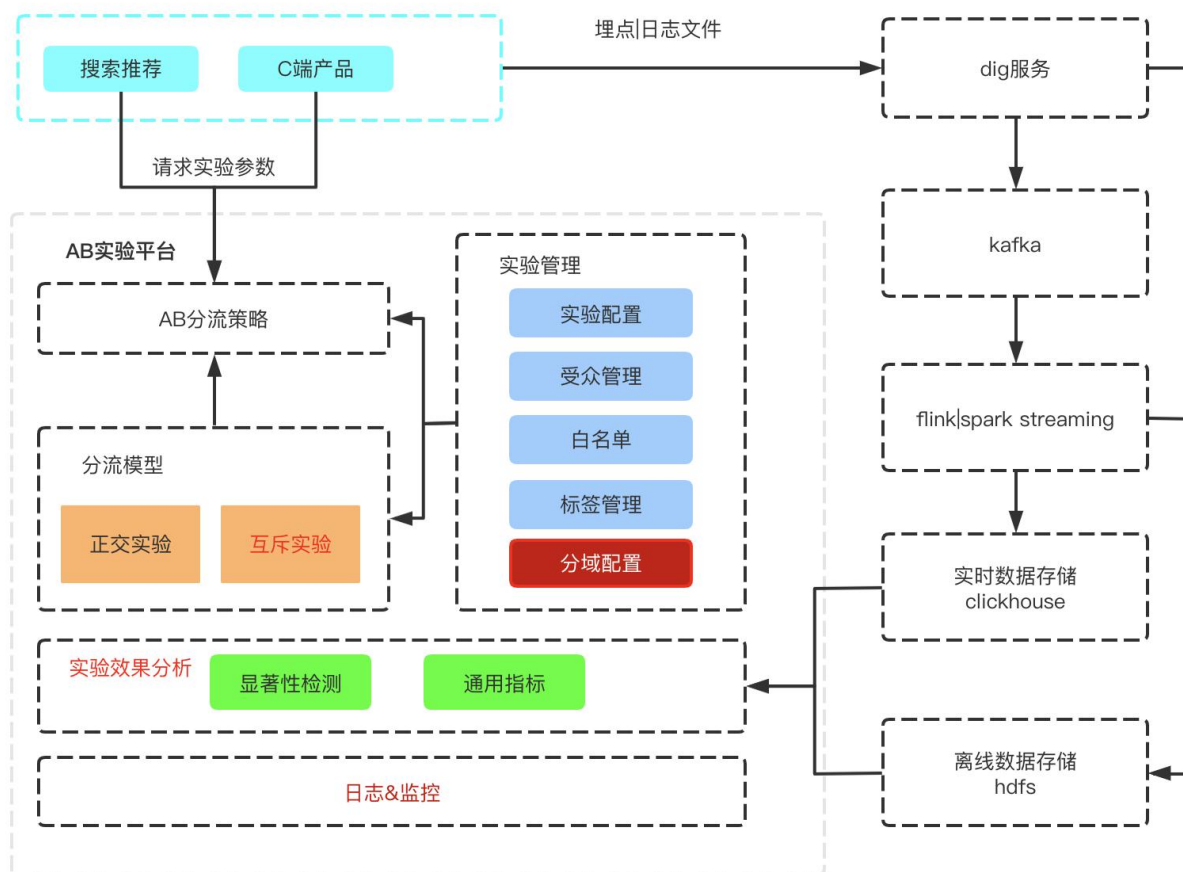 搜索推荐
C端产品
埋点|日志文件
dig服务
请求实验参数
kafka
AB实验平台
AB分流策略
实验管理
实验配置
受众管理
白名单
标签管理
分域配置
flink|spark streaming
分流模型
正交实验
互斥实验
实时数据存储
clickhouse
实验效果分析
显著性检测
通用指标
离线数据存储
hdfs
日志&监控